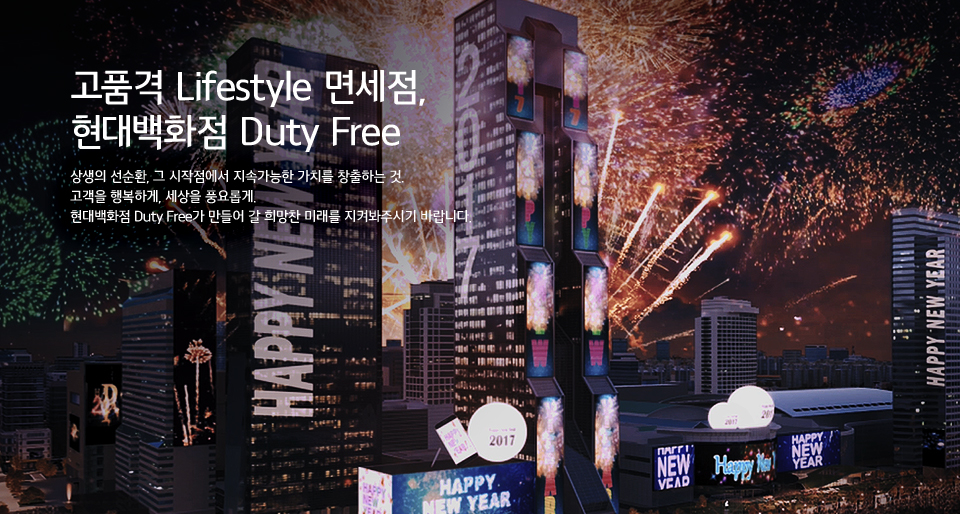 고품격 Lifestyle 면세점,
현대백화점 Duty Free
상생의 선순환, 그 시작점에서 지속가능한 가치를 창출하는 것.
고객을 행복하게, 세상을 풍요롭게.
현대백화점 Duty Free가 만들어 갈 희망찬 미래를 지켜봐주시기 바랍니다.
HAPPY NEW YEAR
2017
HAPPY NEW YEAR
2017
HAPPY
NEW YEAR
2017
HAPPY
NEW
YEAR
Happy New
HAPPY
NEW
YEAR